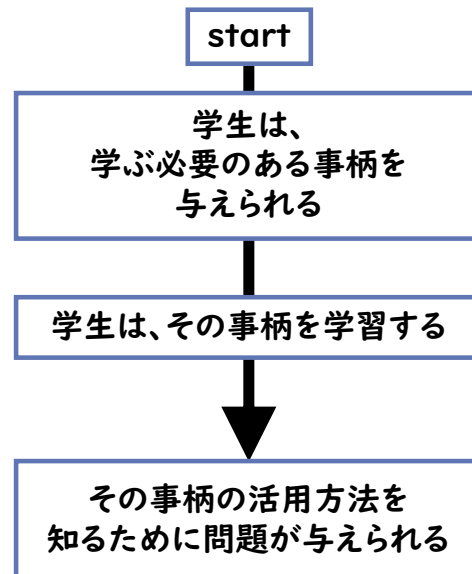 start
学生は、
学ぶ必要のある事柄を
与えられる
学生は、その事柄を学習する
その事柄の活用方法を
知るために問題が与えられる